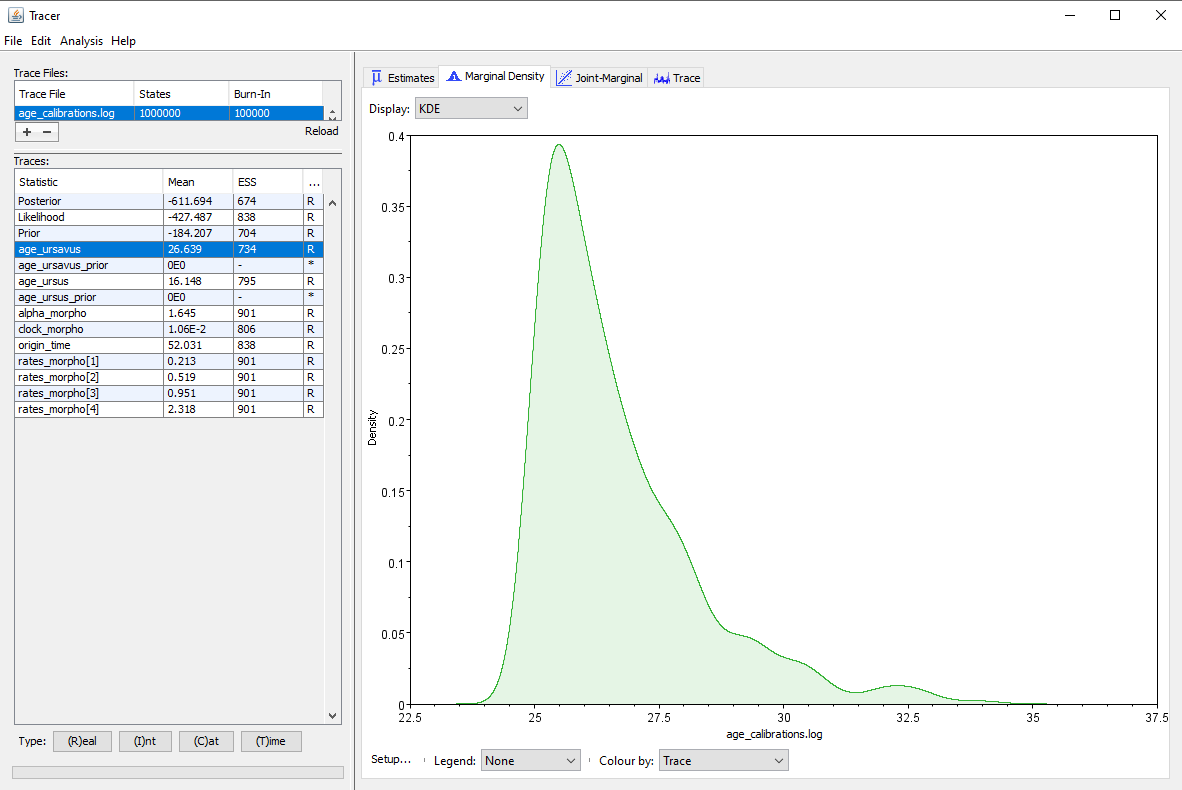 Tracer
File Edit Analysis Help
Trace Files:
Trace File States Burn-In
age_calibrations.log 1000000 100000
+ − Reload
Traces:
Statistic Mean ESS ...
Posterior -611.694 674 R
Likelihood -427.487 838 R
Prior -184.207 704 R
age_ursavus 26.639 734 R
age_ursavus_prior 0E0 - *
age_ursus 16.148 795 R
age_ursus_prior 0E0 - *
alpha_morpho 1.645 901 R
clock_morpho 1.06E-2 806 R
origin_time 52.031 838 R
rates_morpho[1] 0.213 901 R
rates_morpho[2] 0.519 901 R
rates_morpho[3] 0.951 901 R
rates_morpho[4] 2.318 901 R
Type: (R)eal (I)nt (C)at (T)ime
Estimates Marginal Density Joint-Marginal Trace
Display: KDE
0.4
0.35
0.3
0.25
0.2
0.15
0.1
0.05
0
Density
22.5 25 27.5 30 32.5 35 37.5
age_calibrations.log
Setup... Legend: None Colour by: Trace